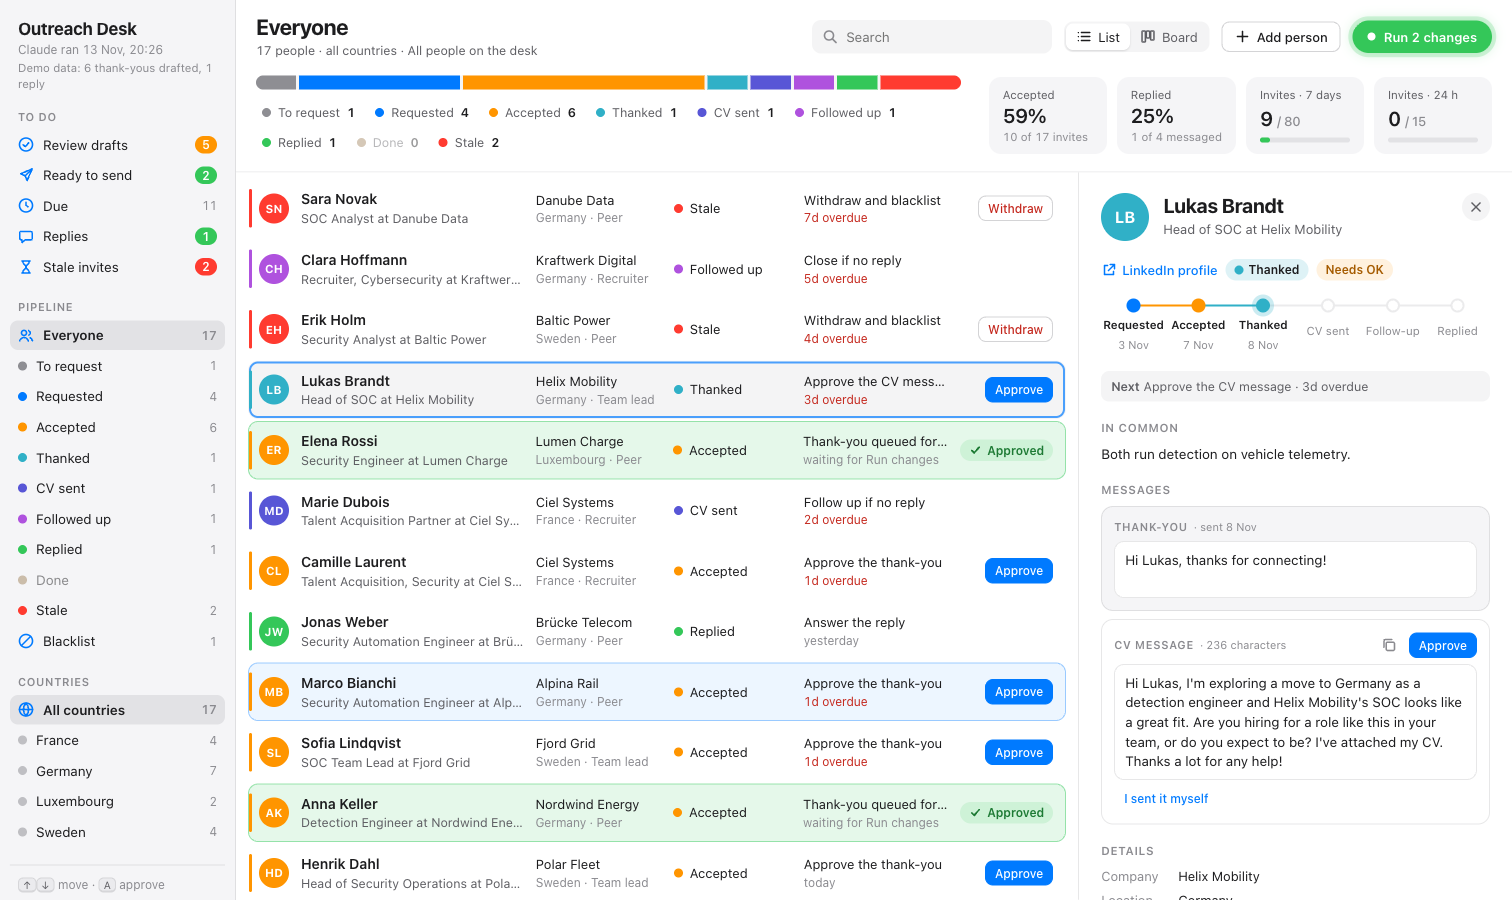 Outreach Desk
Claude ran 13 Nov, 20:26
Demo data: 6 thank-yous drafted, 1
reply
TO DO
Review drafts 5
Ready to send 2
Due 11
Replies 1
Stale invites 2
PIPELINE
Everyone 17
To request 1
Requested 4
Accepted 6
Thanked 1
CV sent 1
Followed up 1
Replied 1
Done
Stale 2
Blacklist 1
COUNTRIES
All countries 17
France 4
Germany 7
Luxembourg 2
Sweden 4
↑ ↓ move · A approve
Everyone
17 people · all countries · All people on the desk
Search
List
Board
Add person
Run 2 changes
To request 1
Requested 4
Accepted 6
Thanked 1
CV sent 1
Followed up 1
Replied 1
Done 0
Stale 2
Accepted
59%
10 of 17 invites
Replied
25%
1 of 4 messaged
Invites · 7 days
9 / 80
Invites · 24 h
0 / 15
SN
Sara Novak
SOC Analyst at Danube Data
Danube Data
Germany · Peer
Stale
Withdraw and blacklist
7d overdue
Withdraw
CH
Clara Hoffmann
Recruiter, Cybersecurity at Kraftwer...
Kraftwerk Digital
Germany · Recruiter
Followed up
Close if no reply
5d overdue
EH
Erik Holm
Security Analyst at Baltic Power
Baltic Power
Sweden · Peer
Stale
Withdraw and blacklist
4d overdue
Withdraw
LB
Lukas Brandt
Head of SOC at Helix Mobility
Helix Mobility
Germany · Team lead
Thanked
Approve the CV mess...
3d overdue
Approve
ER
Elena Rossi
Security Engineer at Lumen Charge
Lumen Charge
Luxembourg · Peer
Accepted
Thank-you queued for...
waiting for Run changes
Approved
MD
Marie Dubois
Talent Acquisition Partner at Ciel Sy...
Ciel Systems
France · Recruiter
CV sent
Follow up if no reply
2d overdue
CL
Camille Laurent
Talent Acquisition, Security at Ciel S...
Ciel Systems
France · Recruiter
Accepted
Approve the thank-you
1d overdue
Approve
JW
Jonas Weber
Security Automation Engineer at Brü...
Brücke Telecom
Germany · Peer
Replied
Answer the reply
yesterday
MB
Marco Bianchi
Security Automation Engineer at Alp...
Alpina Rail
Germany · Peer
Accepted
Approve the thank-you
1d overdue
Approve
SL
Sofia Lindqvist
SOC Team Lead at Fjord Grid
Fjord Grid
Sweden · Team lead
Accepted
Approve the thank-you
1d overdue
Approve
AK
Anna Keller
Detection Engineer at Nordwind Ene...
Nordwind Energy
Germany · Peer
Accepted
Thank-you queued for...
waiting for Run changes
Approved
HD
Henrik Dahl
Head of Security Operations at Pola...
Polar Fleet
Sweden · Team lead
Accepted
Approve the thank-you
today
Approve
LB
Lukas Brandt
Head of SOC at Helix Mobility
LinkedIn profile
Thanked
Needs OK
Requested Accepted Thanked CV sent Follow-up Replied
3 Nov 7 Nov 8 Nov
Next Approve the CV message · 3d overdue
IN COMMON
Both run detection on vehicle telemetry.
MESSAGES
THANK-YOU · sent 8 Nov
Hi Lukas, thanks for connecting!
CV MESSAGE · 236 characters
Approve
Hi Lukas, I'm exploring a move to Germany as a
detection engineer and Helix Mobility's SOC looks like
a great fit. Are you hiring for a role like this in your
team, or do you expect to be? I've attached my CV.
Thanks a lot for any help!
I sent it myself
DETAILS
Company Helix Mobility